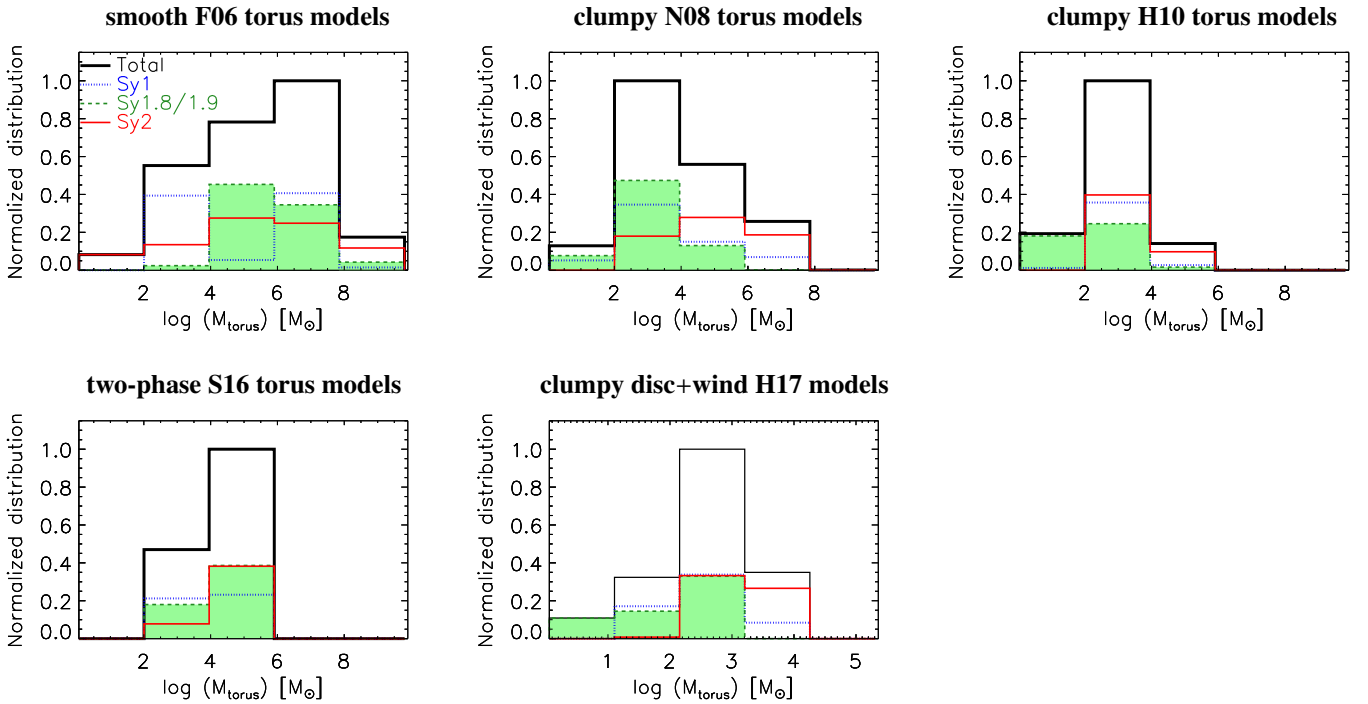 smooth F06 torus models
clumpy N08 torus models
clumpy H10 torus models
Normalized distribution
1.0
0.8
0.6
0.4
0.2
0.0
Total
Sy1
Sy1.8/1.9
Sy2
2 4 6 8
log (M_torus) [M_⊙]
Normalized distribution
1.0
0.8
0.6
0.4
0.2
0.0
2 4 6 8
log (M_torus) [M_⊙]
Normalized distribution
1.0
0.8
0.6
0.4
0.2
0.0
2 4 6 8
log (M_torus) [M_⊙]
two-phase S16 torus models
clumpy disc+wind H17 models
Normalized distribution
1.0
0.8
0.6
0.4
0.2
0.0
2 4 6 8
log (M_torus) [M_⊙]
Normalized distribution
1.0
0.8
0.6
0.4
0.2
0.0
1 2 3 4 5
log (M_torus) [M_⊙]